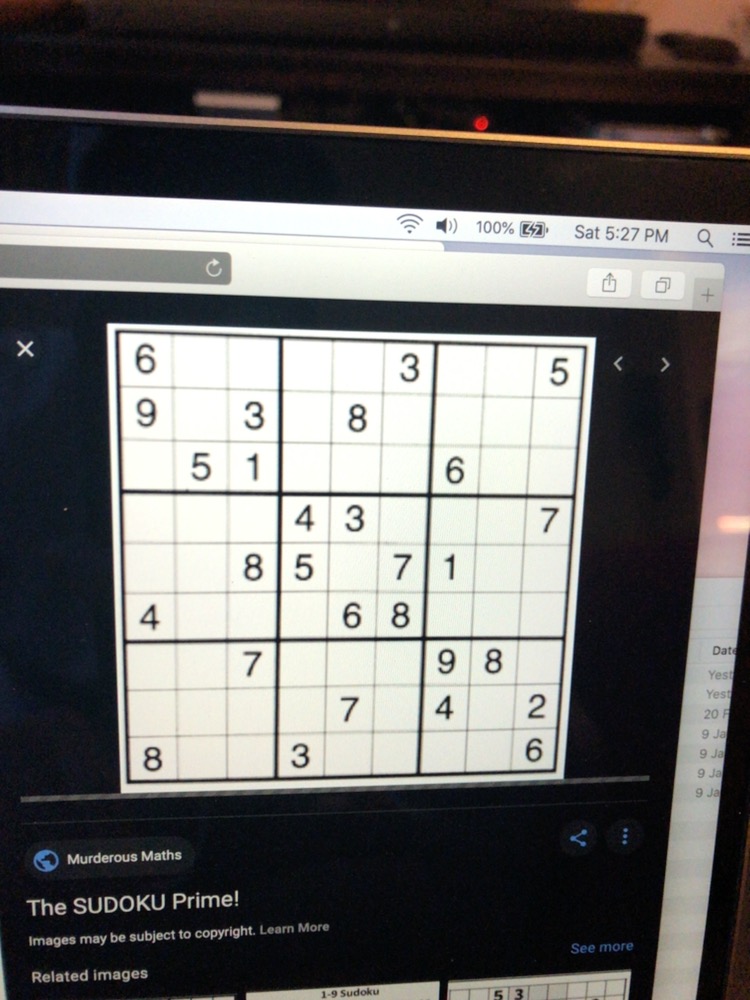 100% Sat 5:27 PM
6 3 5
9 3 8
5 1 6
4 3 7
8 5 7 1
4 6 8
7 9 8
7 4 2
8 3 6
Date
Yest
Yest
20 F
9 Ja
9 Ja
9 Ja
9 Ja
Murderous Maths
The SUDOKU Prime!
Images may be subject to copyright. Learn More
See more
Related images
1-9 Sudoku
5 3